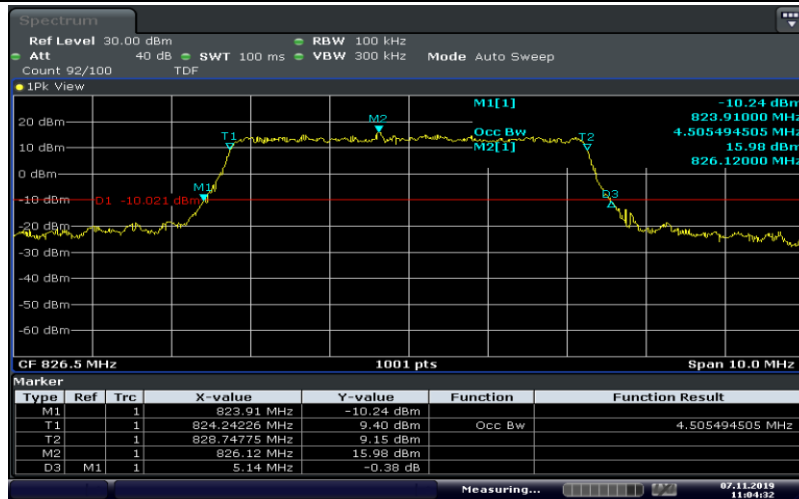 Spectrum
Ref Level 30.00 dBm RBW 100 kHz
Att 40 dB SWT 100 ms VBW 300 kHz Mode Auto Sweep
Count 92/100 TDF
1Pk View
M1[1] -10.24 dBm
823.91000 MHz
Occ Bw 4.505494505 MHz
M2[1] 15.98 dBm
826.12000 MHz
20 dBm
M2
T1
T2
10 dBm
0 dBm
M1
D3
-10 dBm
D1 -10.021 dBm
-20 dBm
-30 dBm
-40 dBm
-50 dBm
-60 dBm
CF 826.5 MHz 1001 pts Span 10.0 MHz
Marker
Type Ref Trc X-value Y-value Function Function Result
M1 1 823.91 MHz -10.24 dBm
T1 1 824.24226 MHz 9.40 dBm Occ Bw 4.505494505 MHz
T2 1 828.74775 MHz 9.15 dBm
M2 1 826.12 MHz 15.98 dBm
D3 M1 1 5.14 MHz -0.38 dB
Measuring... 07.11.2019
11:04:32